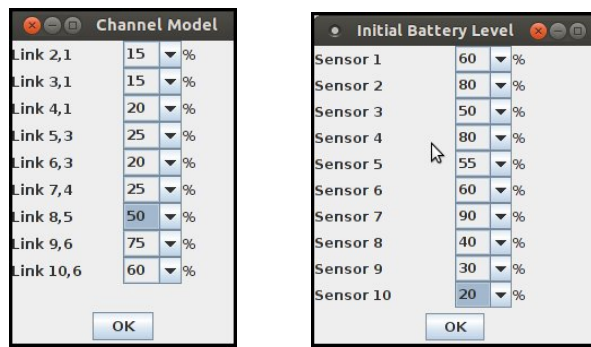 Channel Model
Link 2,1 15 %
Link 3,1 15 %
Link 4,1 20 %
Link 5,3 25 %
Link 6,3 20 %
Link 7,4 25 %
Link 8,5 50 %
Link 9,6 75 %
Link 10,6 60 %
OK
Initial Battery Level
Sensor 1 60 %
Sensor 2 80 %
Sensor 3 50 %
Sensor 4 80 %
Sensor 5 55 %
Sensor 6 60 %
Sensor 7 90 %
Sensor 8 40 %
Sensor 9 30 %
Sensor 10 20 %
OK